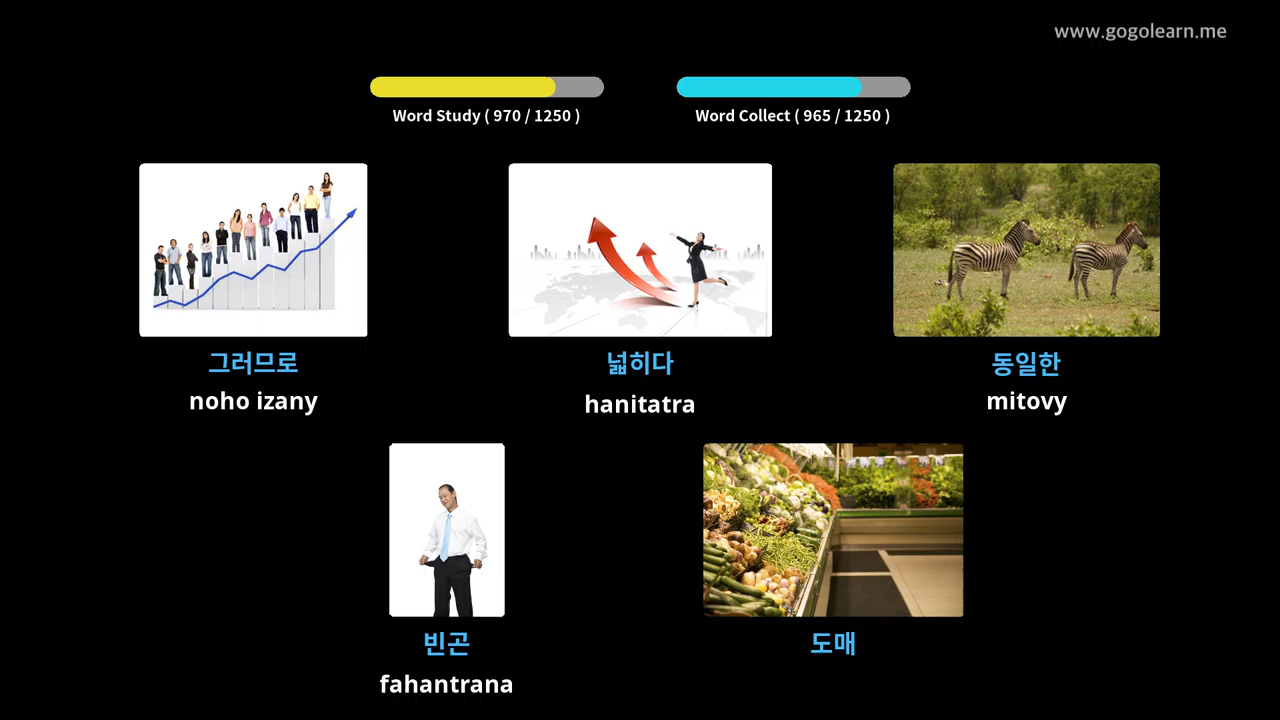 www.gogolearn.me
Word Study ( 970 / 1250 )
Word Collect ( 965 / 1250 )
그러므로
noho izany
넓히다
hanitatra
동일한
mitovy
빈곤
fahantrana
도매